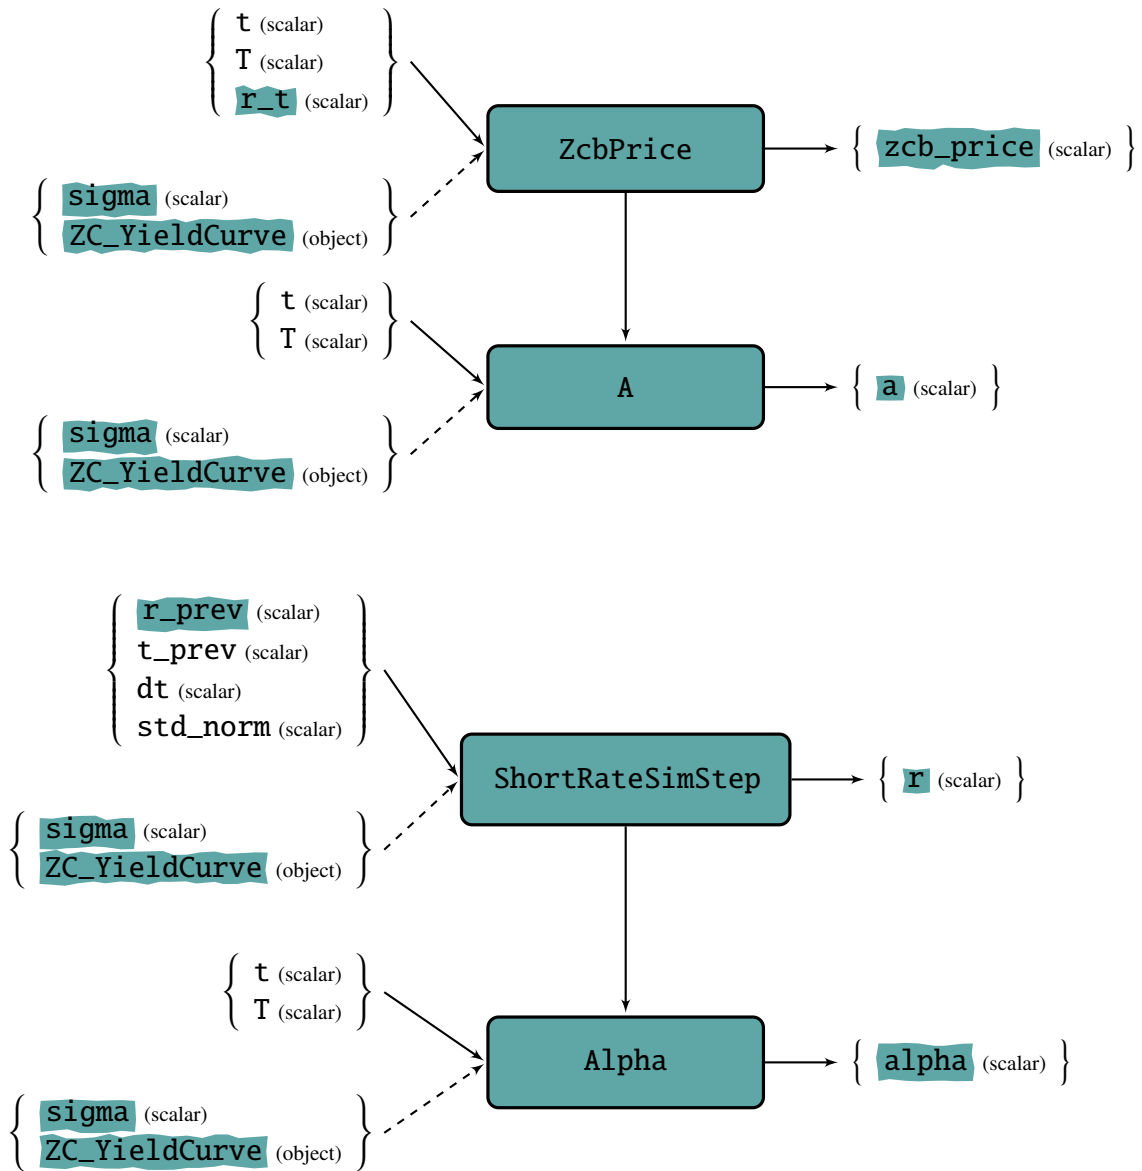 t (scalar)
T (scalar)
r_t (scalar)
ZcbPrice
{ zcb_price (scalar) }
sigma (scalar)
ZC_YieldCurve (object)
t (scalar)
T (scalar)
A
{ a (scalar) }
sigma (scalar)
ZC_YieldCurve (object)
r_prev (scalar)
t_prev (scalar)
dt (scalar)
std_norm (scalar)
ShortRateSimStep
{ r (scalar) }
sigma (scalar)
ZC_YieldCurve (object)
t (scalar)
T (scalar)
Alpha
{ alpha (scalar) }
sigma (scalar)
ZC_YieldCurve (object)